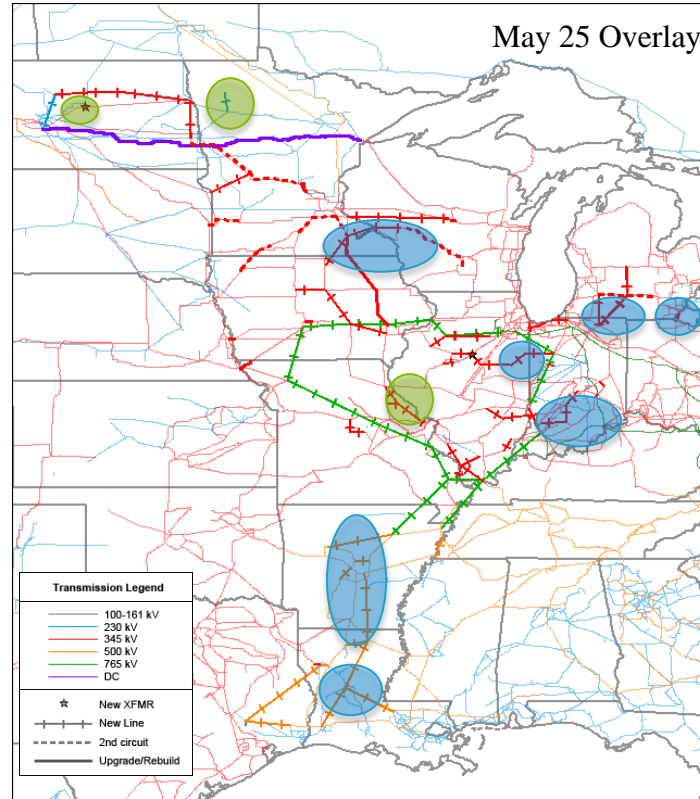 May 25 Overlay
Transmission Legend
100-161 kV
230 kV
345 kV
500 kV
765 kV
DC
New XFMR
New Line
2nd circuit
Upgrade/Rebuild